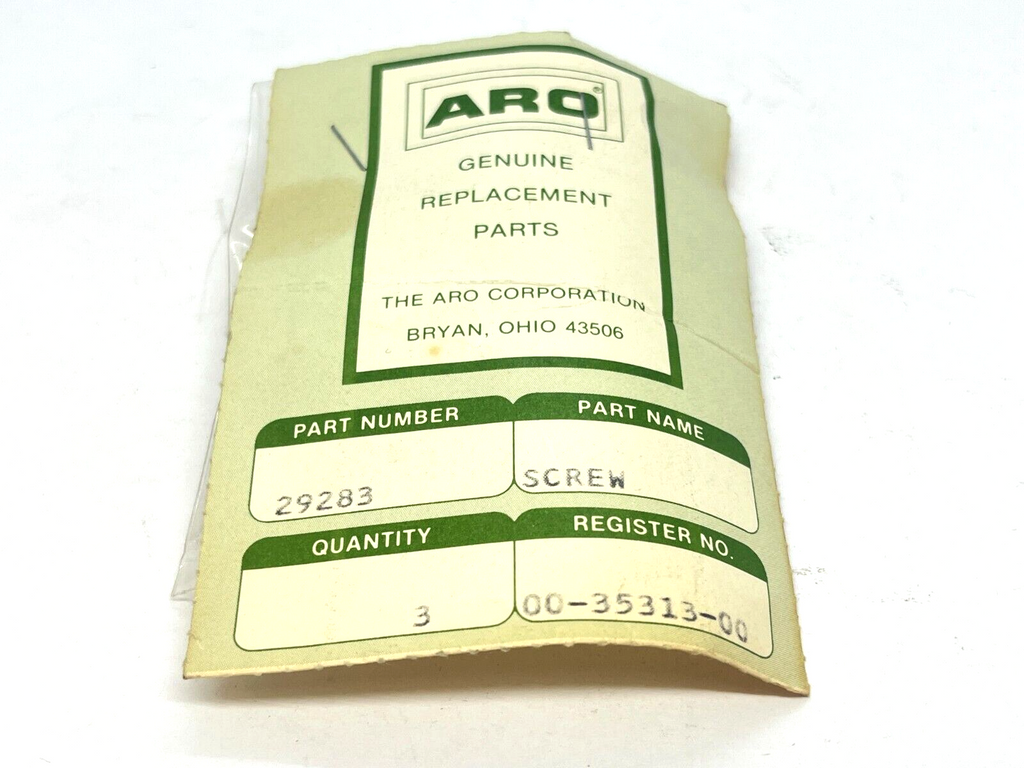 ARO®
GENUINE
REPLACEMENT
PARTS
THE ARO CORPORATION
BRYAN, OHIO 43506
PART NUMBER
29283
PART NAME
SCREW
QUANTITY
3
REGISTER NO.
00-35313-00